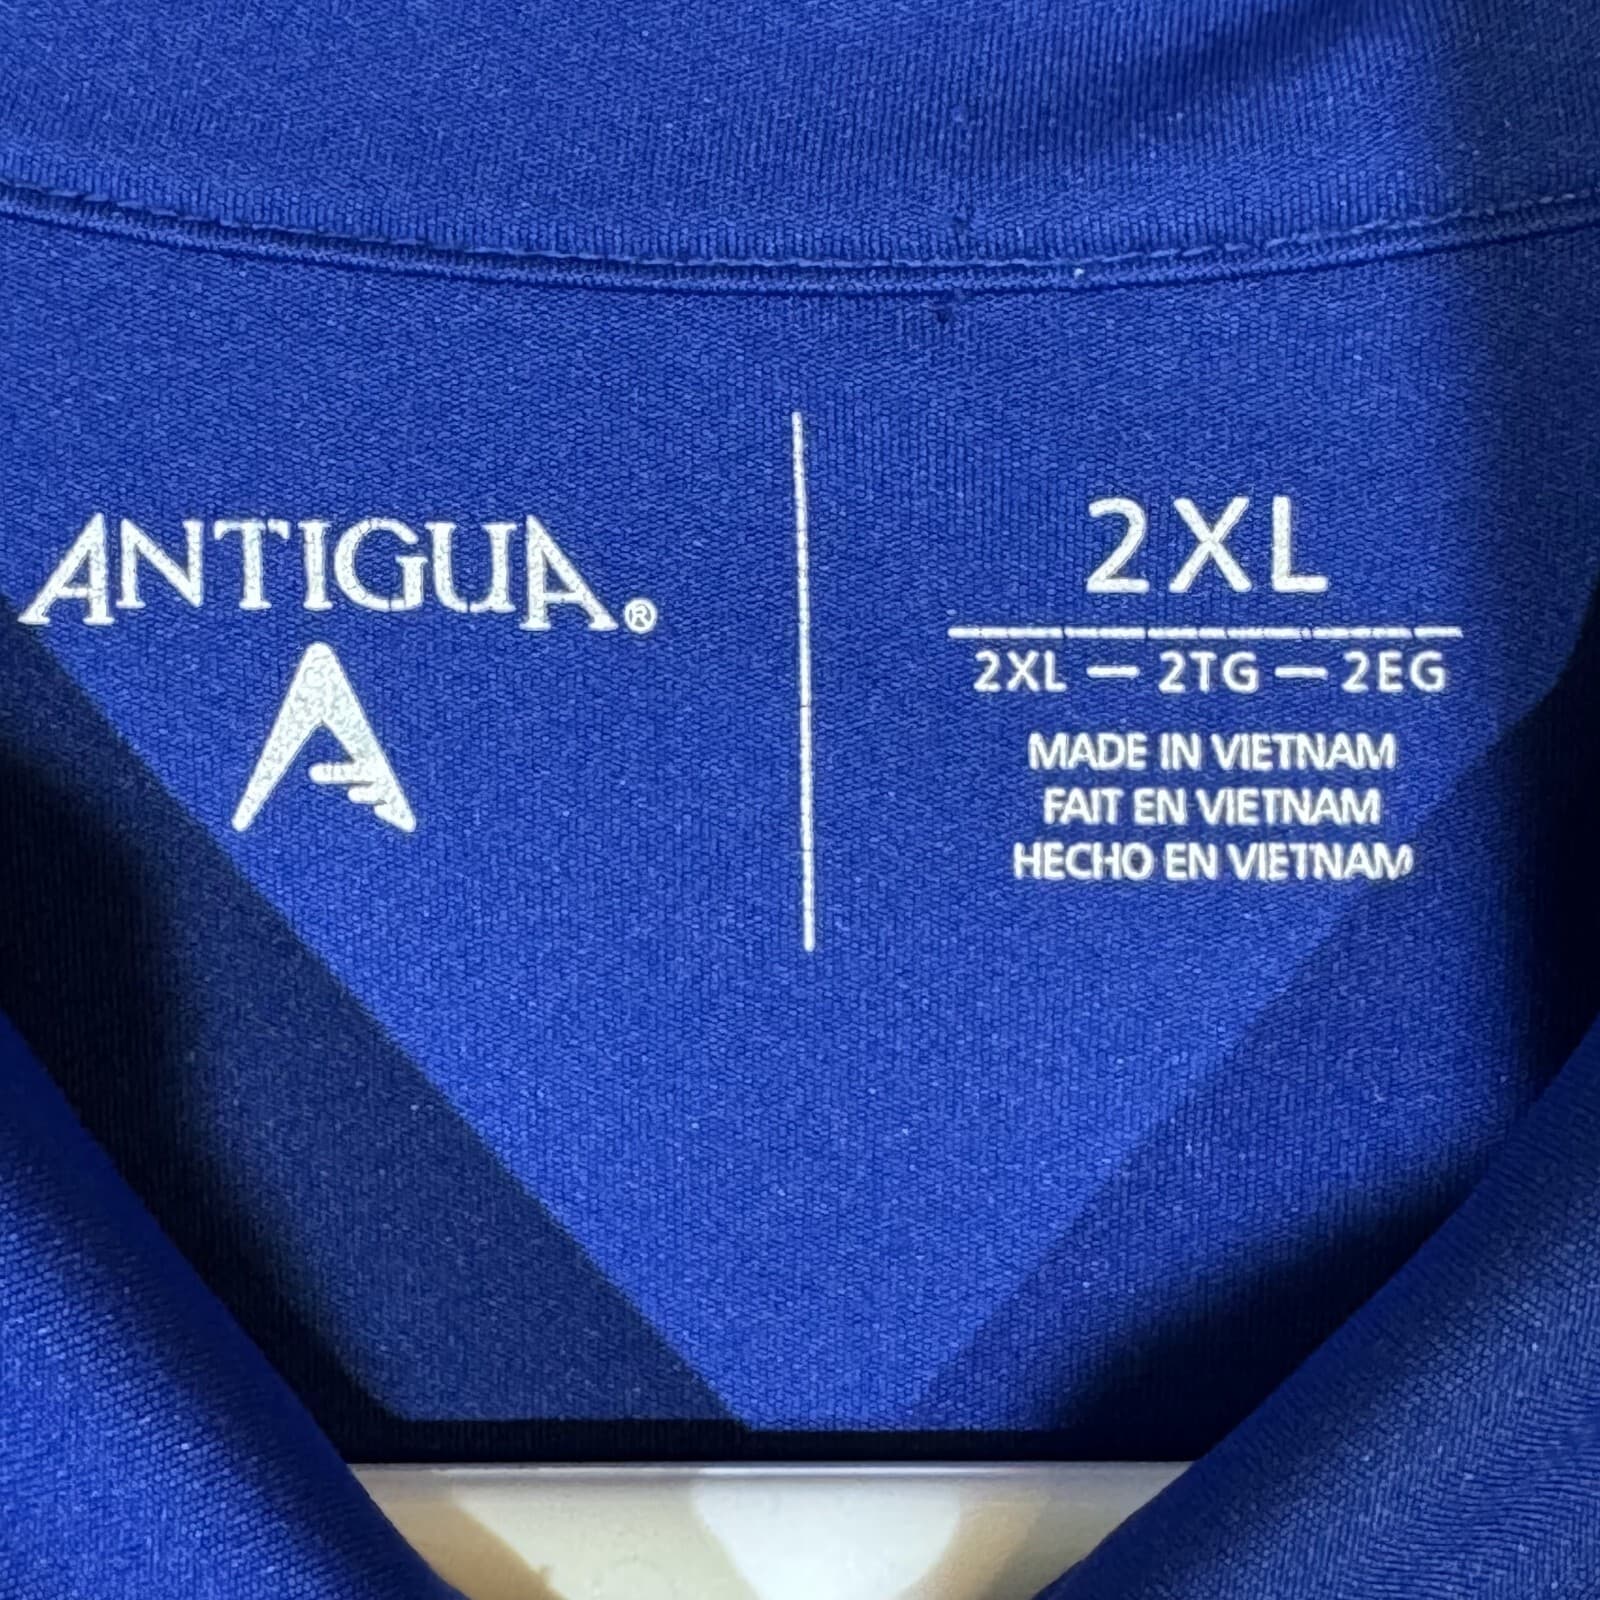 ANTIGUA®
2XL
2XL — 2TG — 2EG
MADE IN VIETNAM
FAIT EN VIETNAM
HECHO EN VIETNAM